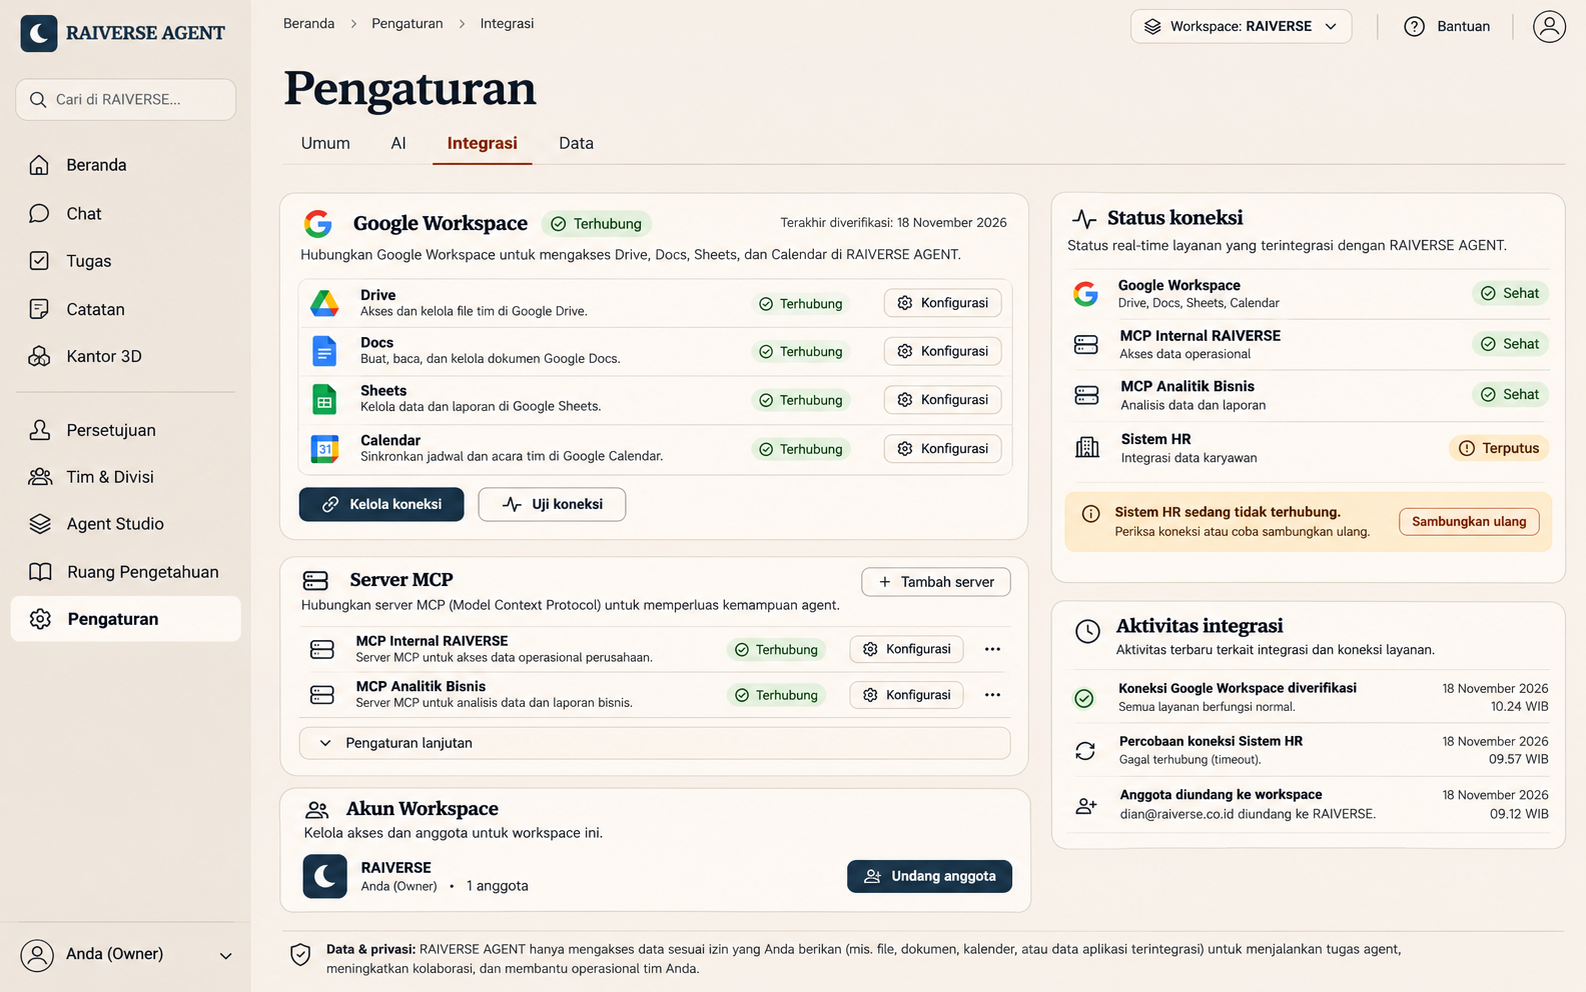 RAIVERSE AGENT
Cari di RAIVERSE...
Beranda
Chat
Tugas
Catatan
Kantor 3D
Persetujuan
Tim & Divisi
Agent Studio
Ruang Pengetahuan
Pengaturan
Anda (Owner)
Beranda > Pengaturan > Integrasi
Workspace: RAIVERSE
Bantuan
Pengaturan
Umum
AI
Integrasi
Data
Google Workspace
Terhubung
Terakhir diverifikasi: 18 November 2026
Hubungkan Google Workspace untuk mengakses Drive, Docs, Sheets, dan Calendar di RAIVERSE AGENT.
Drive
Akses dan kelola file tim di Google Drive.
Terhubung
Konfigurasi
Docs
Buat, baca, dan kelola dokumen Google Docs.
Terhubung
Konfigurasi
Sheets
Kelola data dan laporan di Google Sheets.
Terhubung
Konfigurasi
31
Calendar
Sinkronkan jadwal dan acara tim di Google Calendar.
Terhubung
Konfigurasi
Kelola koneksi
Uji koneksi
Server MCP
Tambah server
Hubungkan server MCP (Model Context Protocol) untuk memperluas kemampuan agent.
MCP Internal RAIVERSE
Server MCP untuk akses data operasional perusahaan.
Terhubung
Konfigurasi
MCP Analitik Bisnis
Server MCP untuk analisis data dan laporan bisnis.
Terhubung
Konfigurasi
Pengaturan lanjutan
Akun Workspace
Kelola akses dan anggota untuk workspace ini.
RAIVERSE
Anda (Owner) • 1 anggota
Undang anggota
Status koneksi
Status real-time layanan yang terintegrasi dengan RAIVERSE AGENT.
Google Workspace
Drive, Docs, Sheets, Calendar
Sehat
MCP Internal RAIVERSE
Akses data operasional
Sehat
MCP Analitik Bisnis
Analisis data dan laporan
Sehat
Sistem HR
Integrasi data karyawan
Terputus
Sistem HR sedang tidak terhubung.
Periksa koneksi atau coba sambungkan ulang.
Sambungkan ulang
Aktivitas integrasi
Aktivitas terbaru terkait integrasi dan koneksi layanan.
Koneksi Google Workspace diverifikasi
Semua layanan berfungsi normal.
18 November 2026
10.24 WIB
Percobaan koneksi Sistem HR
Gagal terhubung (timeout).
18 November 2026
09.57 WIB
Anggota diundang ke workspace
dian@raiverse.co.id diundang ke RAIVERSE.
18 November 2026
09.12 WIB
Data & privasi: RAIVERSE AGENT hanya mengakses data sesuai izin yang Anda berikan (mis. file, dokumen, kalender, atau data aplikasi terintegrasi) untuk menjalankan tugas agent,
meningkatkan kolaborasi, dan membantu operasional tim Anda.